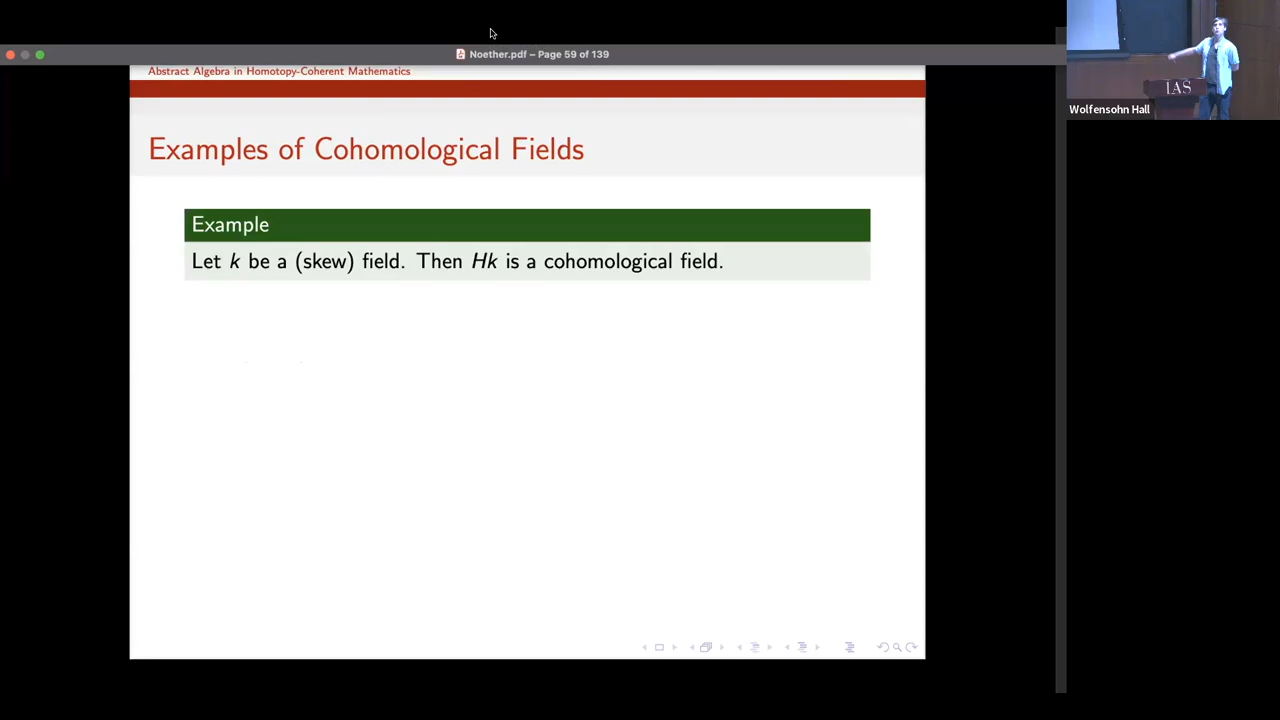 Noether.pdf – Page 59 of 139
Abstract Algebra in Homotopy-Coherent Mathematics
IAS
Wolfensohn Hall
Examples of Cohomological Fields
Example
Let k be a (skew) field. Then Hk is a cohomological field.